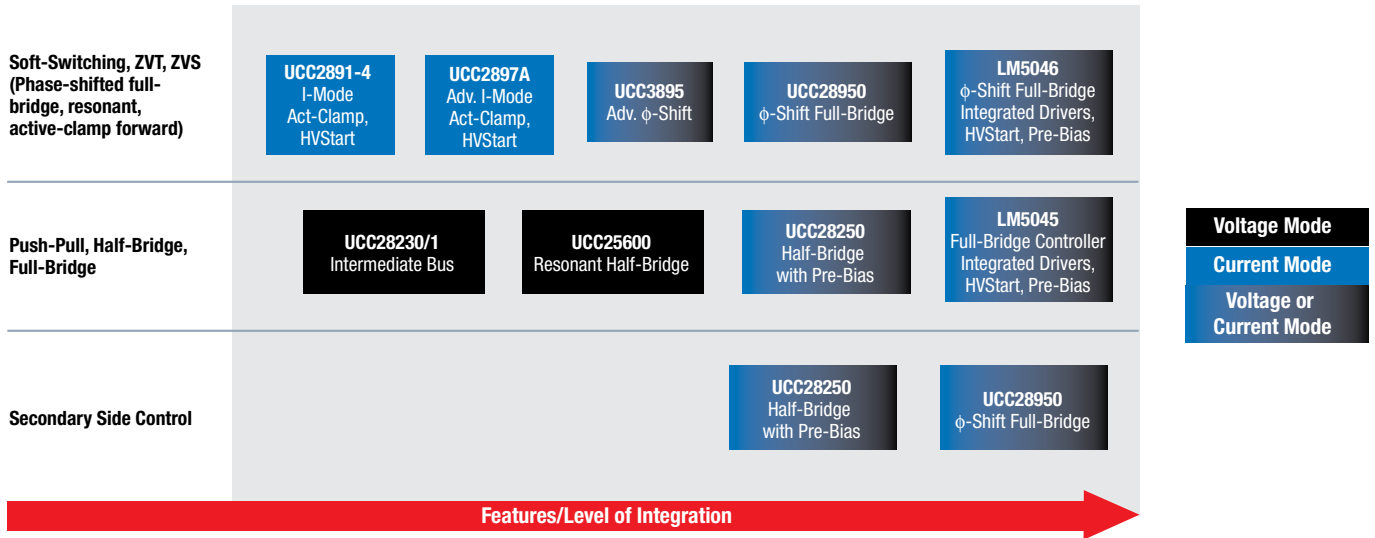 Soft-Switching, ZVT, ZVS
(Phase-shifted full-
bridge, resonant,
active-clamp forward)
UCC2891-4
I-Mode
Act-Clamp,
HVStart
UCC2897A
Adv. I-Mode
Act-Clamp,
HVStart
UCC3895
Adv. ϕ-Shift
UCC28950
ϕ-Shift Full-Bridge
LM5046
ϕ-Shift Full-Bridge
Integrated Drivers,
HVStart, Pre-Bias
Push-Pull, Half-Bridge,
Full-Bridge
UCC28230/1
Intermediate Bus
UCC25600
Resonant Half-Bridge
UCC28250
Half-Bridge
with Pre-Bias
LM5045
Full-Bridge Controller
Integrated Drivers,
HVStart, Pre-Bias
Voltage Mode
Current Mode
Voltage or
Current Mode
Secondary Side Control
UCC28250
Half-Bridge
with Pre-Bias
UCC28950
ϕ-Shift Full-Bridge
Features/Level of Integration